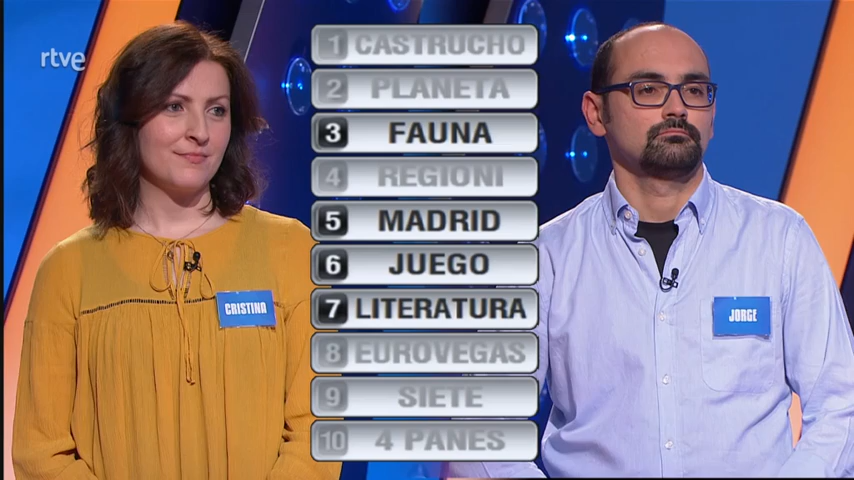 rtve
1 CASTRUCHO
2 PLANETA
3 FAUNA
4 REGIONI
5 MADRID
6 JUEGO
7 LITERATURA
8 EUROVEGAS
9 SIETE
10 4 PANES
CRISTINA
JORGE